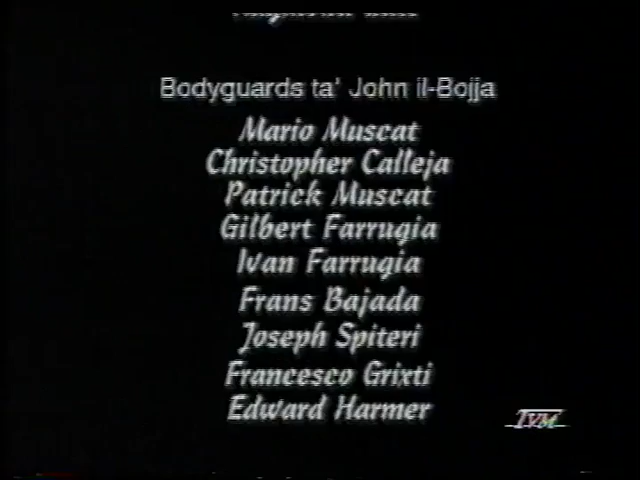 Bodyguards ta' John il-Bojja
Mario Muscat
Christopher Calleja
Patrick Muscat
Gilbert Farrugia
Ivan Farrugia
Frans Bajada
Joseph Spiteri
Francesco Grixti
Edward Harmer
TVM